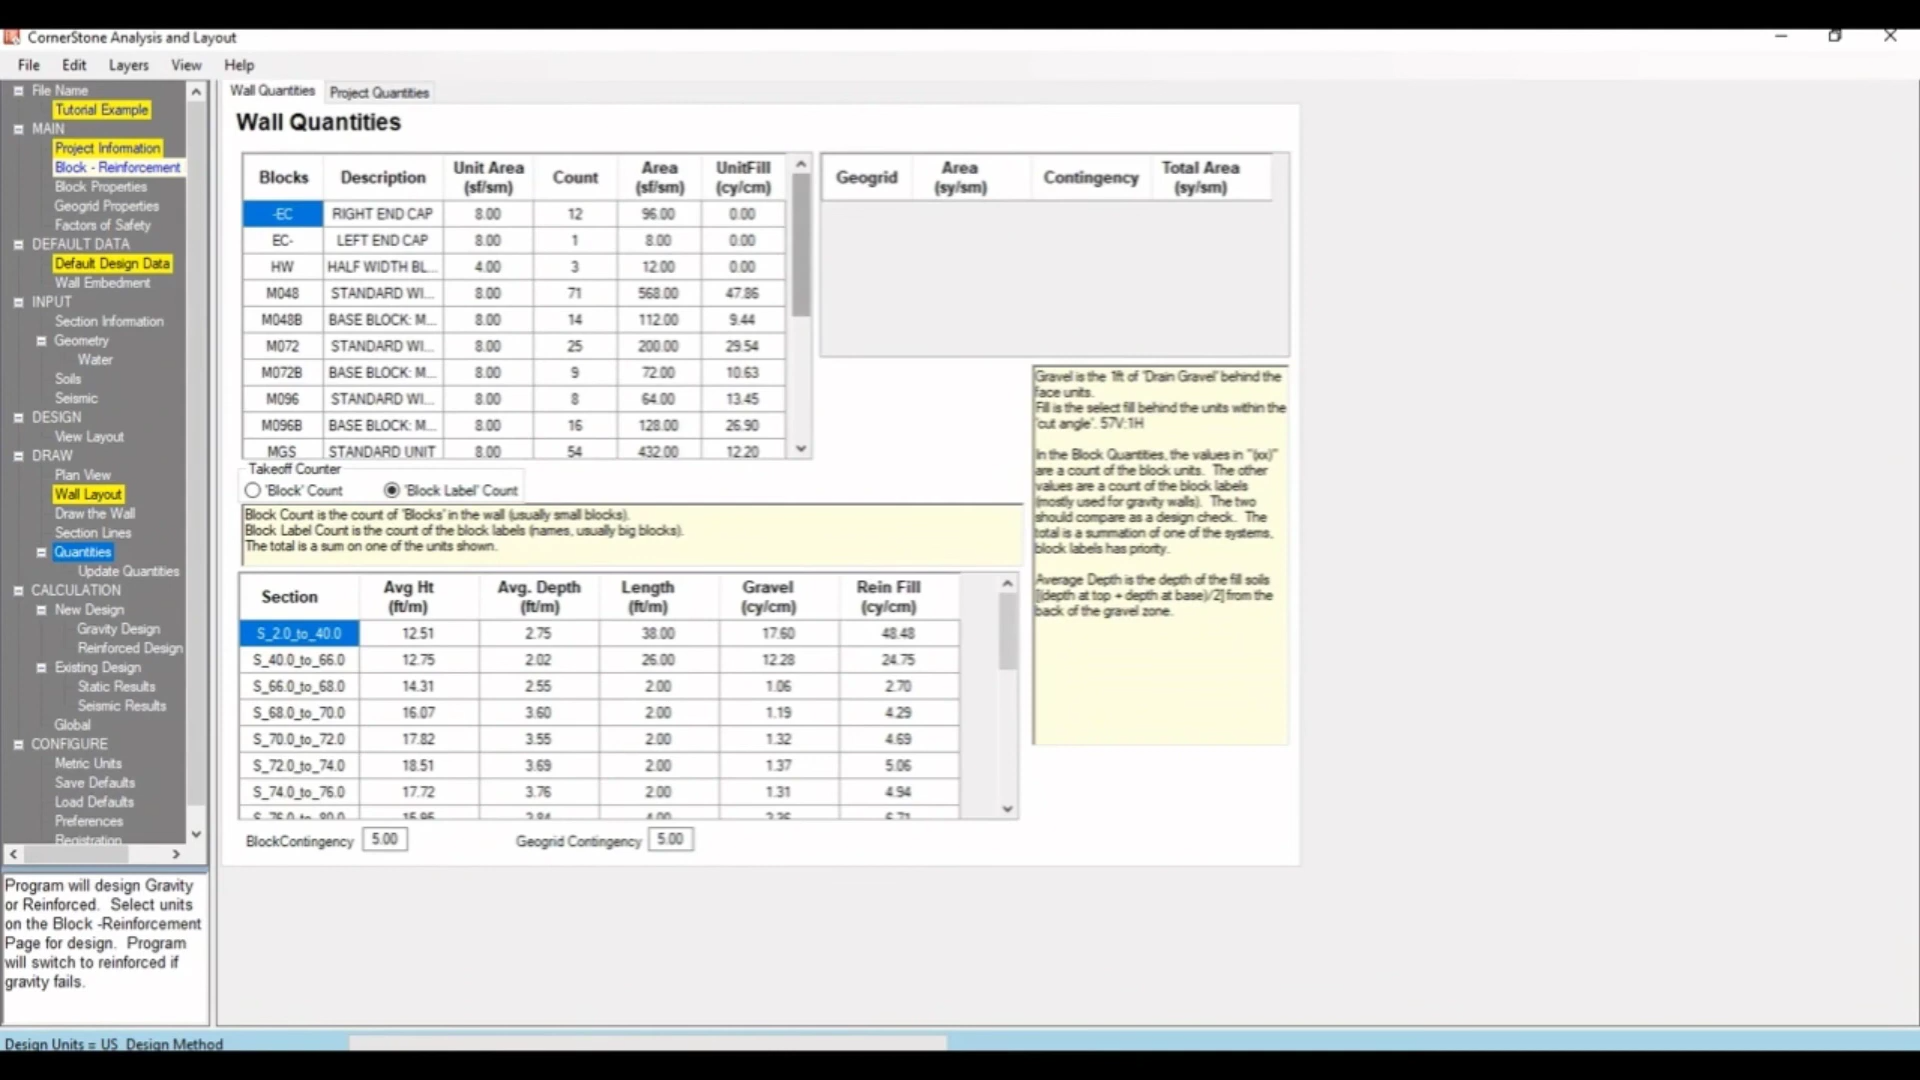 CornerStone Analysis and Layout
File Edit Layers View Help
File Name
Tutorial Example
MAIN
Project Information
Block - Reinforcement
Block Properties
Geogrid Properties
Factors of Safety
DEFAULT DATA
Default Design Data
Wall Embedment
INPUT
Section Information
Geometry
Water
Soils
Seismic
DESIGN
View Layout
DRAW
Plan View
Wall Layout
Draw the Wall
Section Lines
Quantities
Update Quantities
CALCULATION
New Design
Gravity Design
Reinforced Design
Existing Design
Static Results
Seismic Results
Global
CONFIGURE
Metric Units
Save Defaults
Load Defaults
Preferences
Registration
Program will design Gravity
or Reinforced. Select units
on the Block -Reinforcement
Page for design. Program
will switch to reinforced if
gravity fails.
Wall Quantities Project Quantities
Wall Quantities
Blocks Description Unit Area (sf/sm) Count Area (sf/sm) UnitFill (cy/cm)
-EC RIGHT END CAP 8.00 12 96.00 0.00
EC- LEFT END CAP 8.00 1 8.00 0.00
HW HALF WIDTH BL... 4.00 3 12.00 0.00
M048 STANDARD WI... 8.00 71 568.00 47.86
M048B BASE BLOCK: M... 8.00 14 112.00 9.44
M072 STANDARD WI... 8.00 25 200.00 29.54
M072B BASE BLOCK: M... 8.00 9 72.00 10.63
M096 STANDARD WI... 8.00 8 64.00 13.45
M096B BASE BLOCK: M... 8.00 16 128.00 26.90
MGS STANDARD UNIT 8.00 54 432.00 12.20
Geogrid Area (sy/sm) Contingency Total Area (sy/sm)
Takeoff Counter
'Block' Count 'Block Label' Count
Block Count is the count of 'Blocks' in the wall (usually small blocks).
Block Label Count is the count of the block labels (names, usually big blocks).
The total is a sum on one of the units shown.
Gravel is the 1ft of 'Drain Gravel' behind the
face units.
Fill is the select fill behind the units within the
'cut angle'. 57V:1H
In the Block Quantities, the values in "(xx)"
are a count of the block units. The other
values are a count of the block labels
(mostly used for gravity walls). The two
should compare as a design check. The
total is a summation of one of the systems,
block labels has priority.
Average Depth is the depth of the fill soils
[(depth at top + depth at base)/2] from the
back of the gravel zone.
Section Avg Ht (ft/m) Avg. Depth (ft/m) Length (ft/m) Gravel (cy/cm) Rein Fill (cy/cm)
S_2.0_to_40.0 12.51 2.75 38.00 17.60 48.48
S_40.0_to_66.0 12.75 2.02 26.00 12.28 24.75
S_66.0_to_68.0 14.31 2.55 2.00 1.06 2.70
S_68.0_to_70.0 16.07 3.60 2.00 1.19 4.29
S_70.0_to_72.0 17.82 3.55 2.00 1.32 4.69
S_72.0_to_74.0 18.51 3.69 2.00 1.37 5.06
S_74.0_to_76.0 17.72 3.76 2.00 1.31 4.94
BlockContingency 5.00 Geogrid Contingency 5.00
Design Units = US Design Method